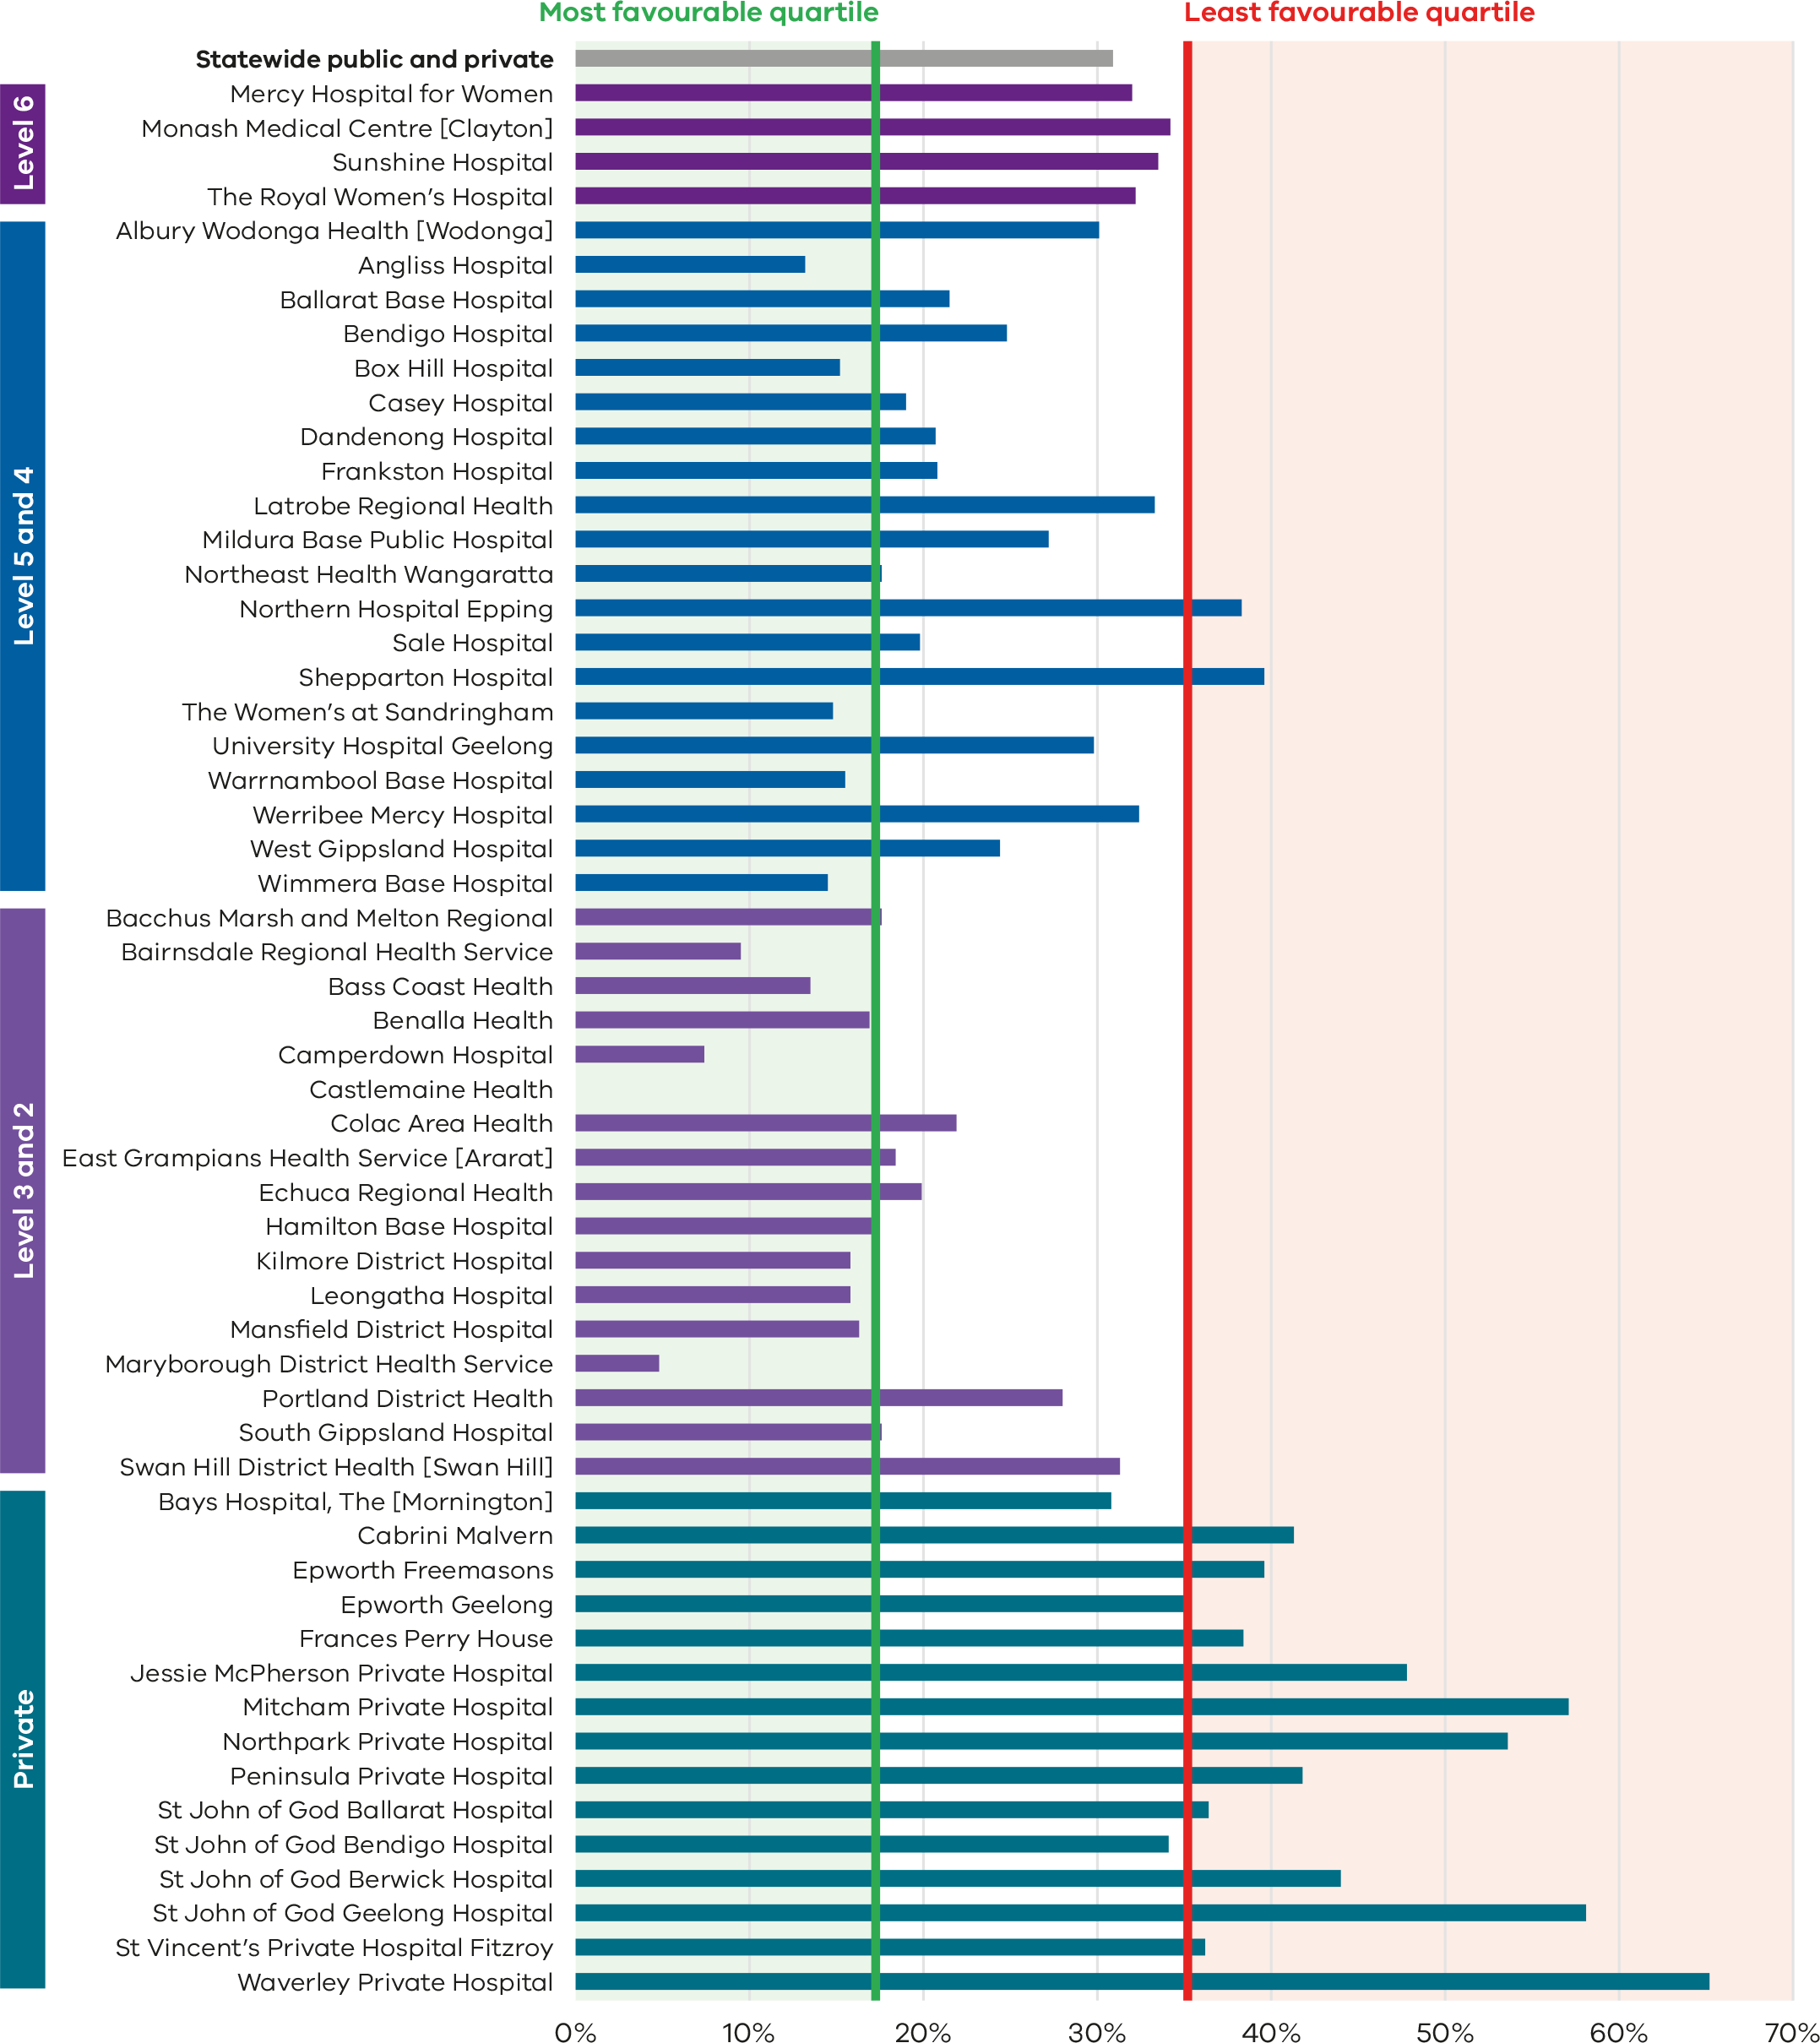 Most favourable quartile
Least favourable quartile
Statewide public and private
Level 6
Mercy Hospital for Women
Monash Medical Centre [Clayton]
Sunshine Hospital
The Royal Women’s Hospital
Level 5 and 4
Albury Wodonga Health [Wodonga]
Angliss Hospital
Ballarat Base Hospital
Bendigo Hospital
Box Hill Hospital
Casey Hospital
Dandenong Hospital
Frankston Hospital
Latrobe Regional Health
Mildura Base Public Hospital
Northeast Health Wangaratta
Northern Hospital Epping
Sale Hospital
Shepparton Hospital
The Women’s at Sandringham
University Hospital Geelong
Warrnambool Base Hospital
Werribee Mercy Hospital
West Gippsland Hospital
Wimmera Base Hospital
Level 3 and 2
Bacchus Marsh and Melton Regional
Bairnsdale Regional Health Service
Bass Coast Health
Benalla Health
Camperdown Hospital
Castlemaine Health
Colac Area Health
East Grampians Health Service [Ararat]
Echuca Regional Health
Hamilton Base Hospital
Kilmore District Hospital
Leongatha Hospital
Mansfield District Hospital
Maryborough District Health Service
Portland District Health
South Gippsland Hospital
Swan Hill District Health [Swan Hill]
Private
Bays Hospital, The [Mornington]
Cabrini Malvern
Epworth Freemasons
Epworth Geelong
Frances Perry House
Jessie McPherson Private Hospital
Mitcham Private Hospital
Northpark Private Hospital
Peninsula Private Hospital
St John of God Ballarat Hospital
St John of God Bendigo Hospital
St John of God Berwick Hospital
St John of God Geelong Hospital
St Vincent’s Private Hospital Fitzroy
Waverley Private Hospital
0% 10% 20% 30% 40% 50% 60% 70%